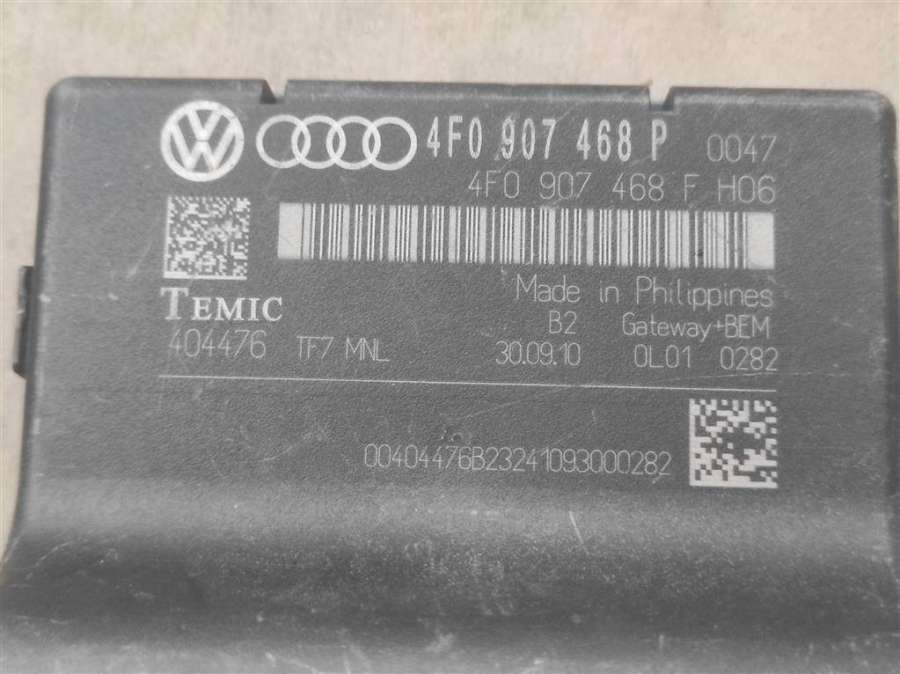 4F0 907 468 P 0047
4F0 907 468 F H06
Made in Philippines
TEMIC
B2 Gateway+BEM
404476 TF7 MNL 30.09.10 0L01 0282
00404476B23241093000282